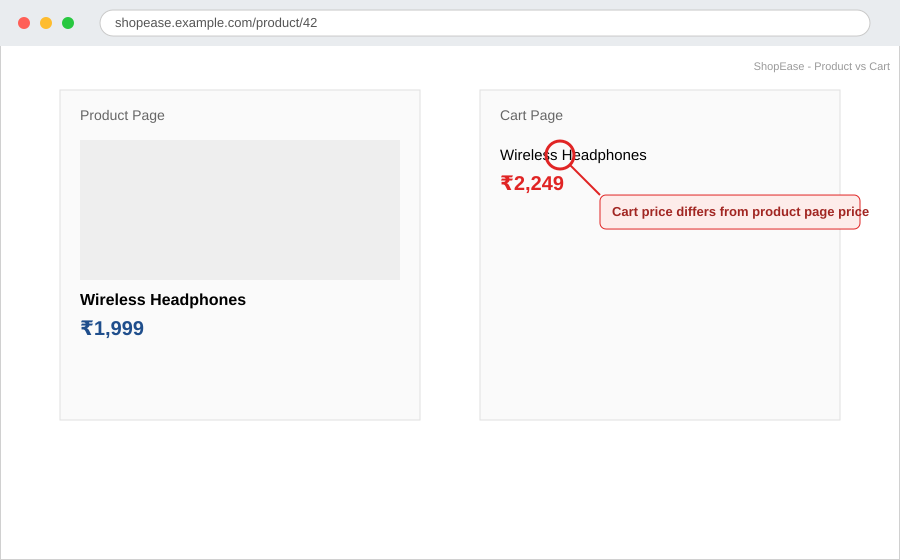 shopease.example.com/product/42
ShopEase - Product vs Cart
Product Page
Wireless Headphones
₹1,999
Cart Page
Wireless Headphones
₹2,249
Cart price differs from product page price